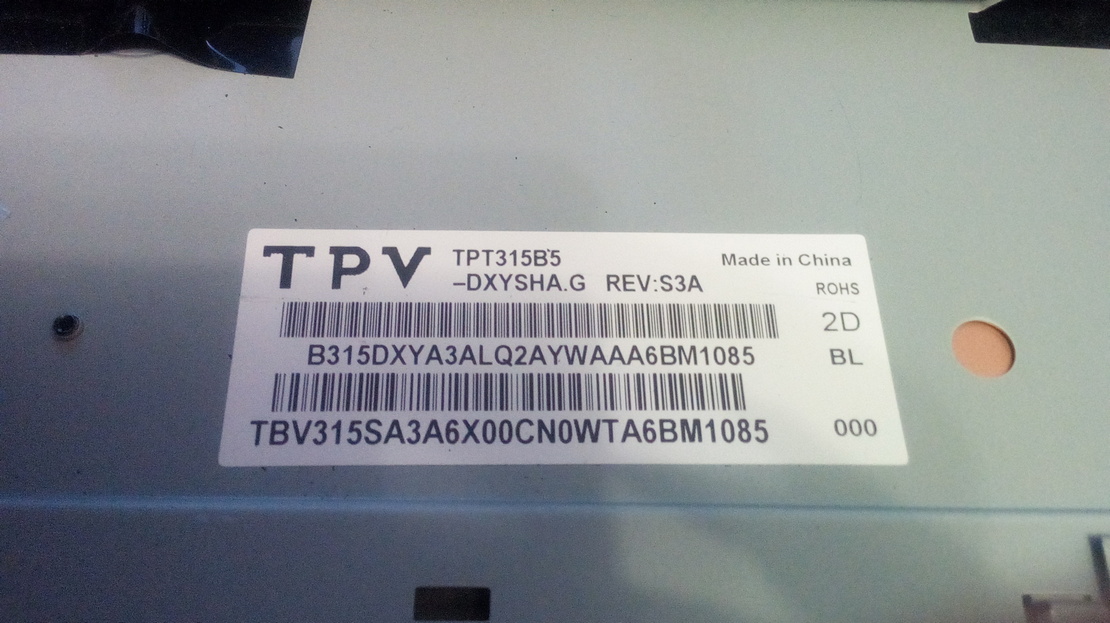 TPV TPT315B5 Made in China
-DXYSHA.G REV:S3A ROHS
2D
B315DXYA3ALQ2AYWAAA6BM1085 BL
TBV315SA3A6X00CN0WTA6BM1085 000